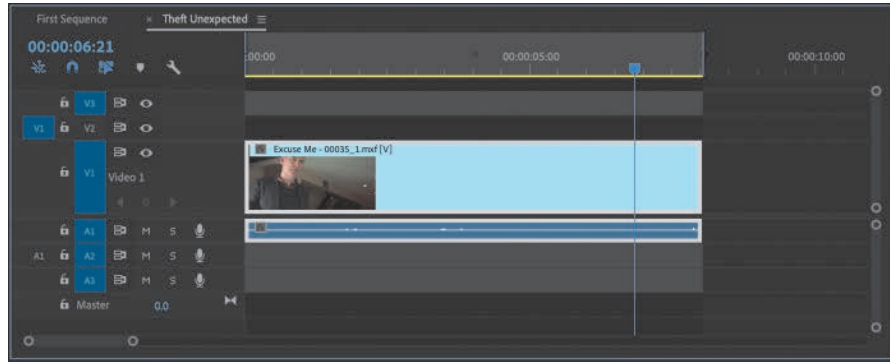 First Sequence × Theft Unexpected
00:00:06:21
:00:00 00:00:05:00 00:00:10:00
V3
V1 V2
Excuse Me - 00035_1.mxf [V]
V1 Video 1
A1 M S
A1 A2 M S
A3 M S
Master 0.0